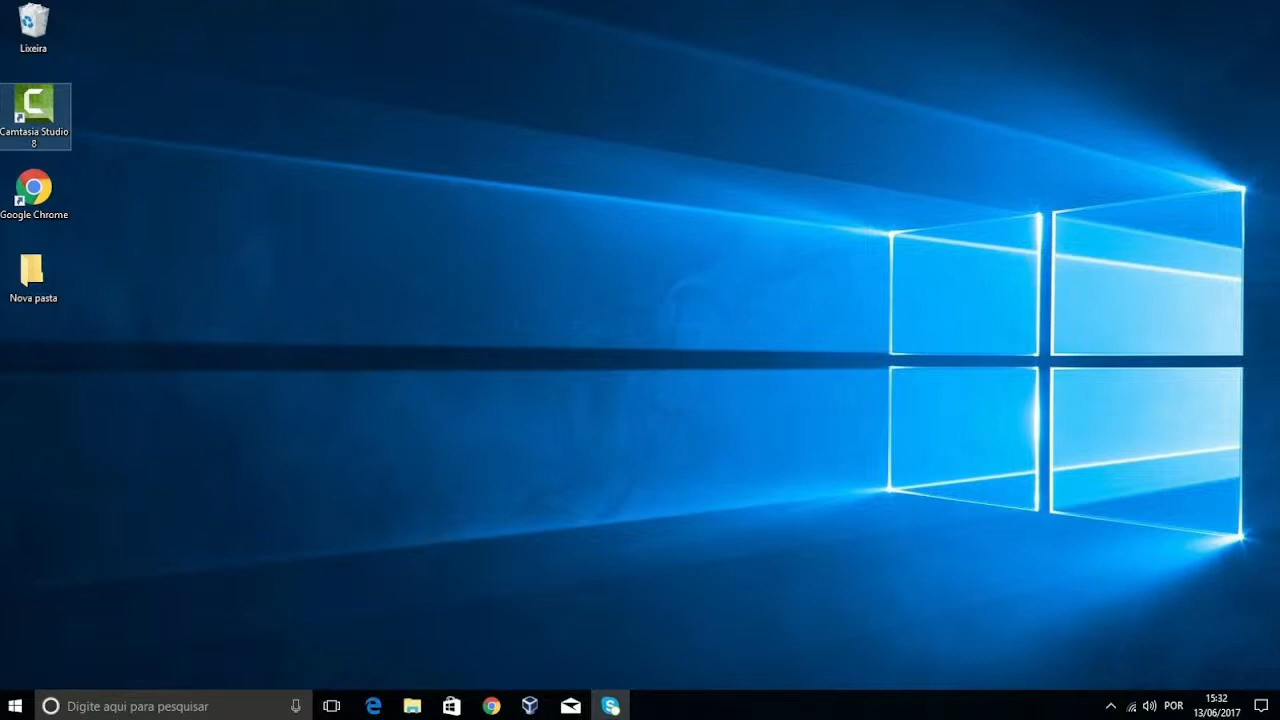 Lixeira
Camtasia Studio
8
Google Chrome
Nova pasta
Digite aqui para pesquisar
POR
15:32
13/06/2017